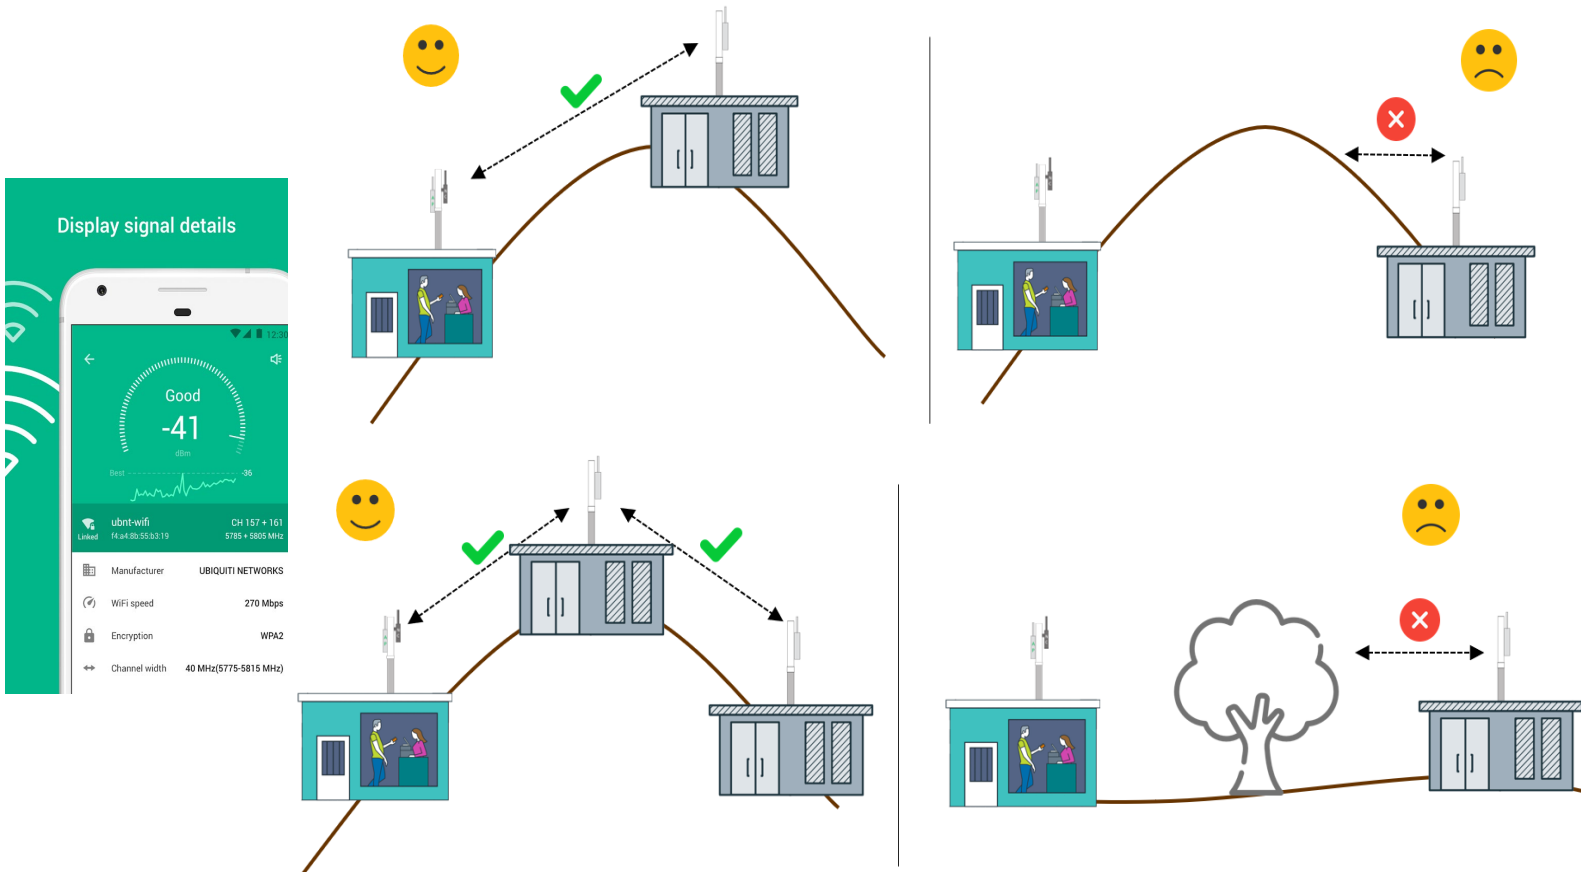 Display signal details
12:30
Good
-41
dBm
Best
-36
ubnt-wifi CH 157 + 161
Linked f4:a4:8b:55:b3:19 5785 + 5805 MHz
Manufacturer UBIQUITI NETWORKS
WiFi speed 270 Mbps
Encryption WPA2
Channel width 40 MHz(5775-5815 MHz)